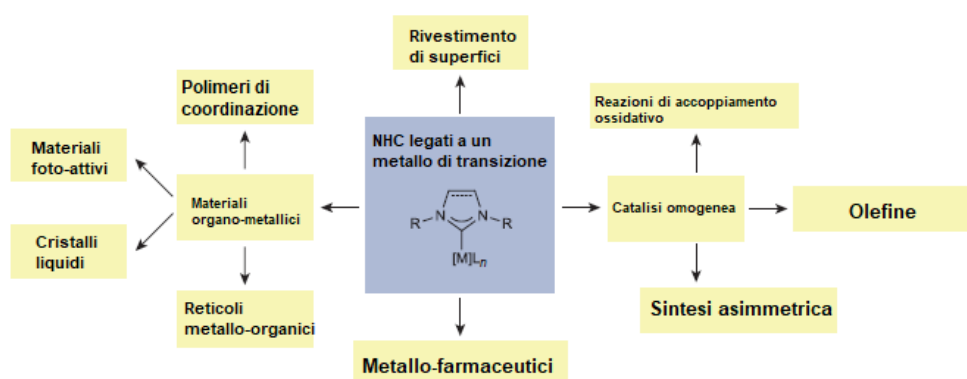 Rivestimento
di superfici
Polimeri di
coordinazione
Reazioni di accoppiamento
ossidativo
NHC legati a un
metallo di transizione
Materiali
foto-attivi
Materiali
organo-metallici
R N N R
[M]Ln
Catalisi omogenea
Olefine
Cristalli
liquidi
Reticoli
metallo-organici
Sintesi asimmetrica
Metallo-farmaceutici